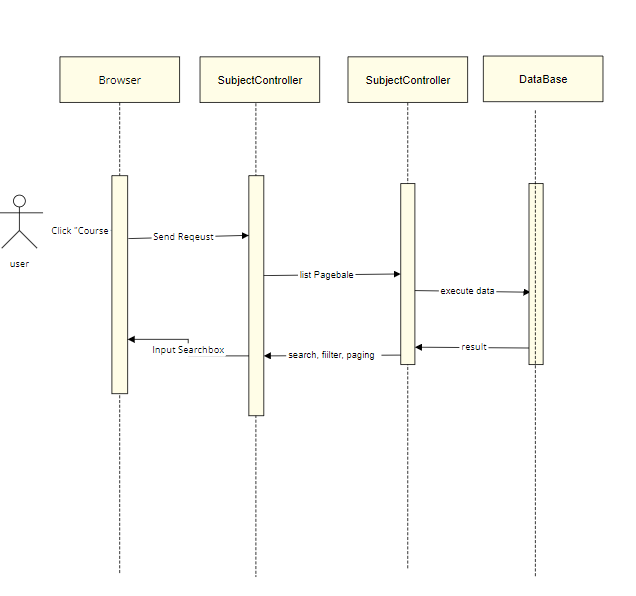 Browser
SubjectController
SubjectController
DataBase
Click "Course
Send Reqeust
user
list Pagebale
execute data
Input Searchbox
search, fiilter, paging
result